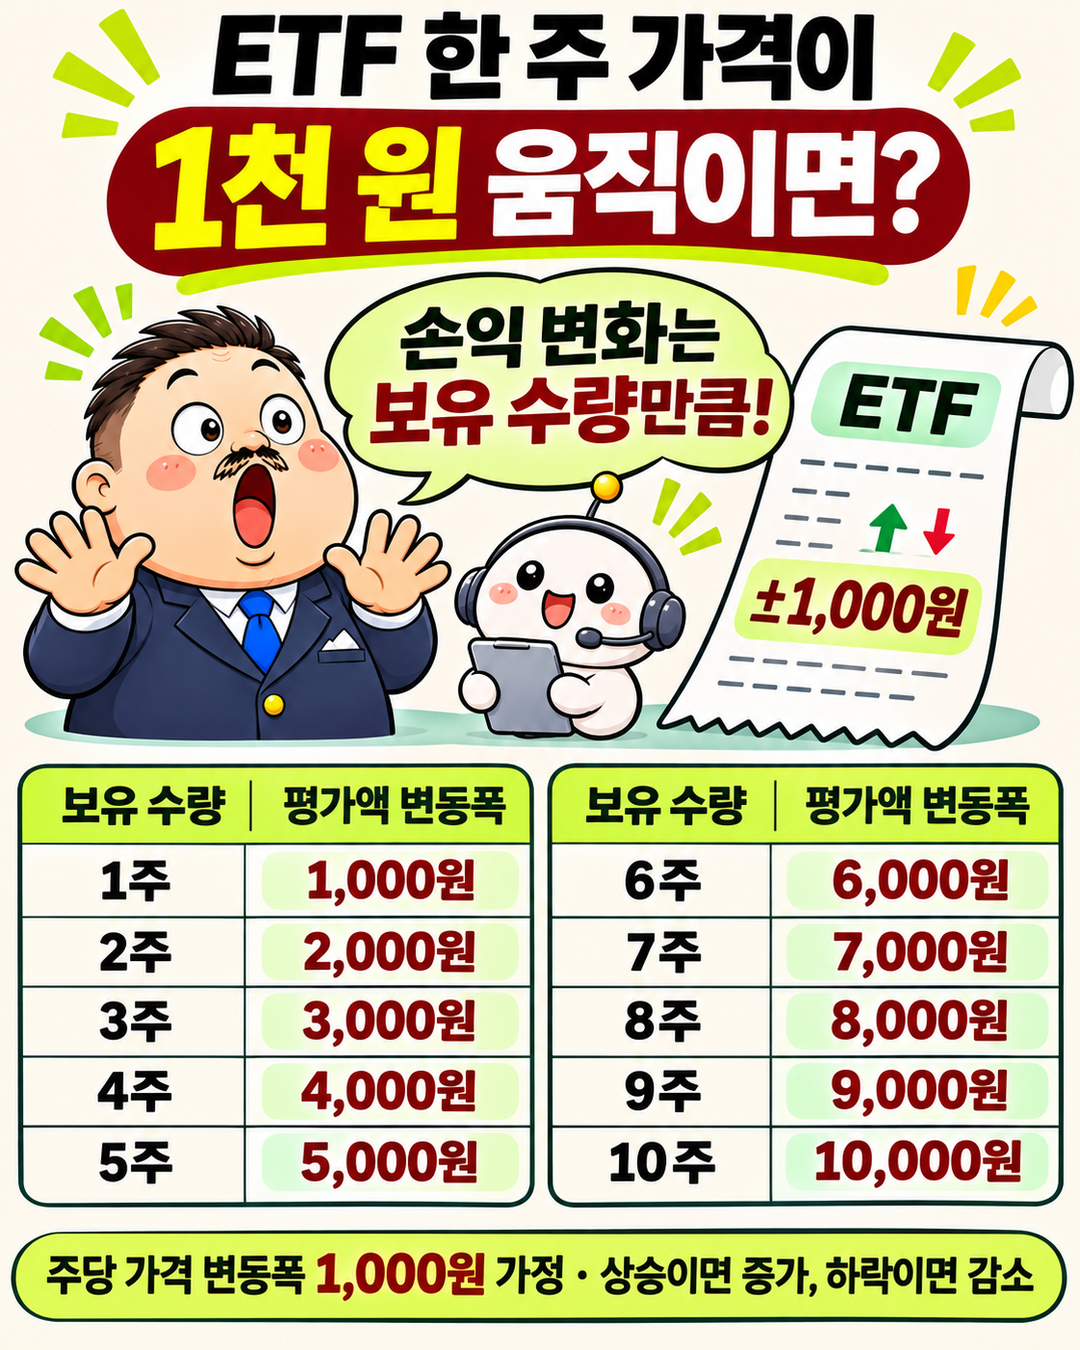 ETF 한 주 가격이
1천 원 움직이면?
손익 변화는
보유 수량만큼!
ETF
±1,000원
보유 수량 평가액 변동폭
1주 1,000원
2주 2,000원
3주 3,000원
4주 4,000원
5주 5,000원
보유 수량 평가액 변동폭
6주 6,000원
7주 7,000원
8주 8,000원
9주 9,000원
10주 10,000원
주당 가격 변동폭 1,000원 가정 · 상승이면 증가, 하락이면 감소